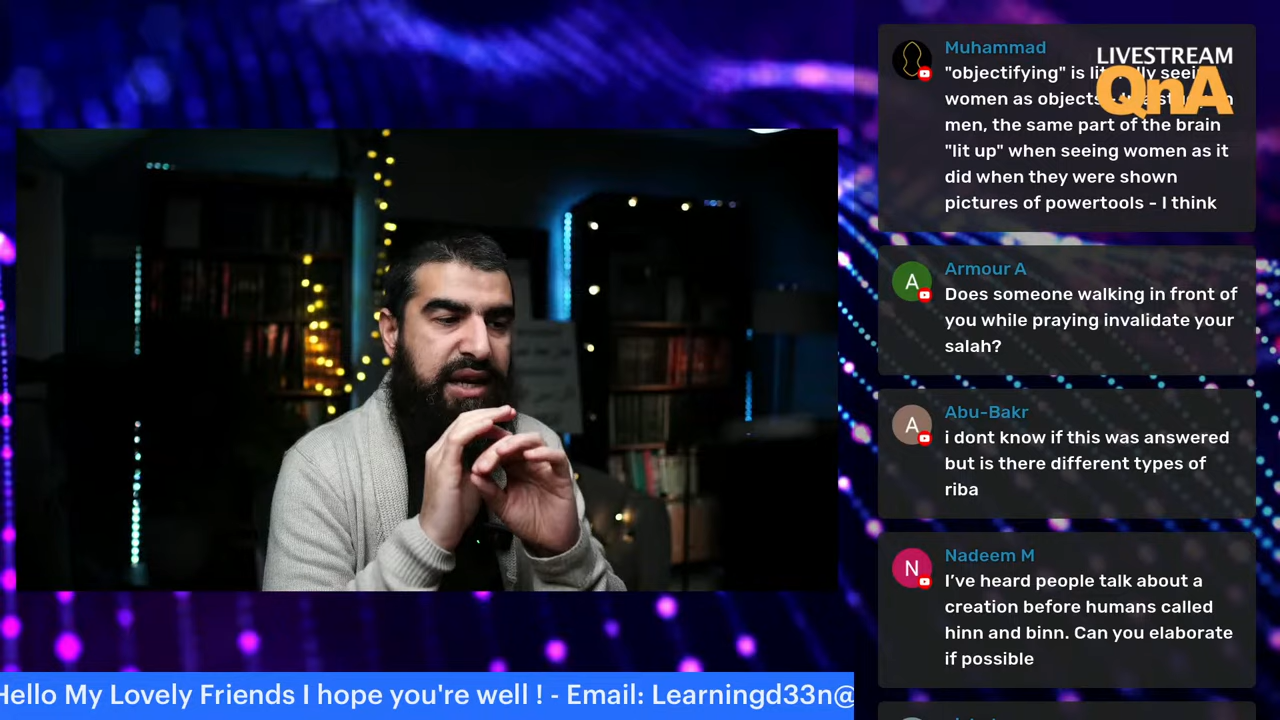 LIVESTREAM
QnA
Muhammad
"objectifying" is
women as objects
men, the same part of the brain
"lit up" when seeing women as it
did when they were shown
pictures of powertools - I think
A
Armour A
Does someone walking in front of
you while praying invalidate your
salah?
A
Abu-Bakr
i dont know if this was answered
but is there different types of
riba
N
Nadeem M
I’ve heard people talk about a
creation before humans called
hinn and binn. Can you elaborate
if possible
Hello My Lovely Friends I hope you're well ! - Email: Learningd33n@